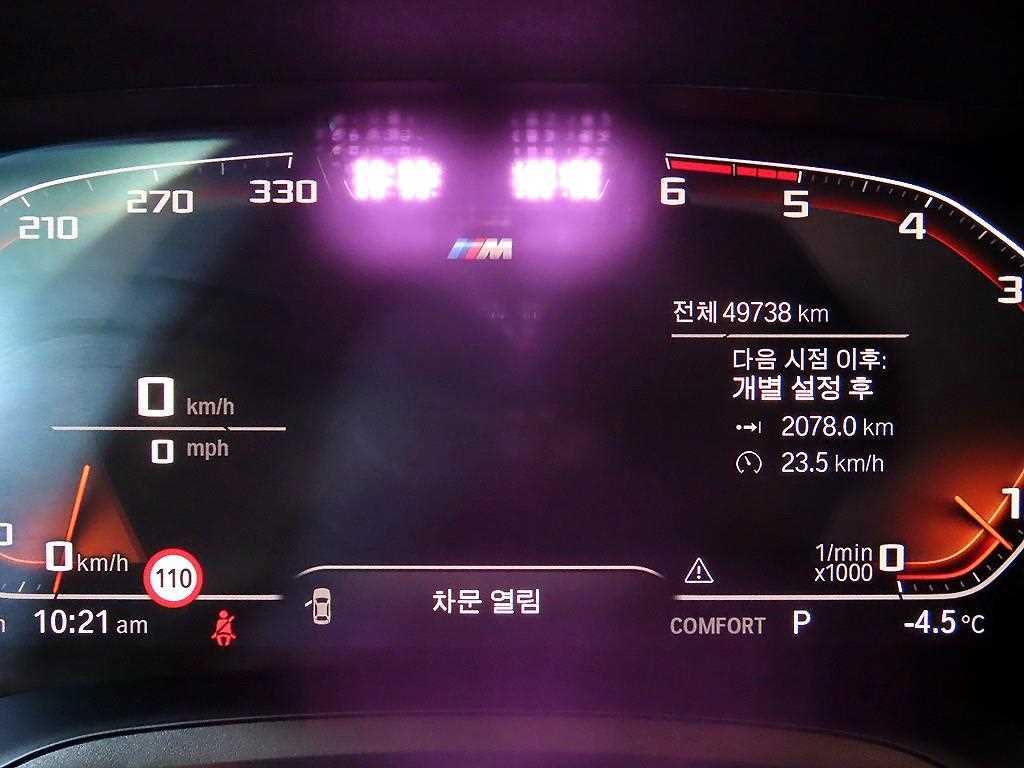 210
270
330
6
5
4
3
1
M
전체 49738 km
다음 시점 이후:
개별 설정 후
2078.0 km
23.5 km/h
0 km/h
0 mph
0 km/h
110
1/min
x1000
0
차문 열림
10:21 am
COMFORT
P
-4.5 °C